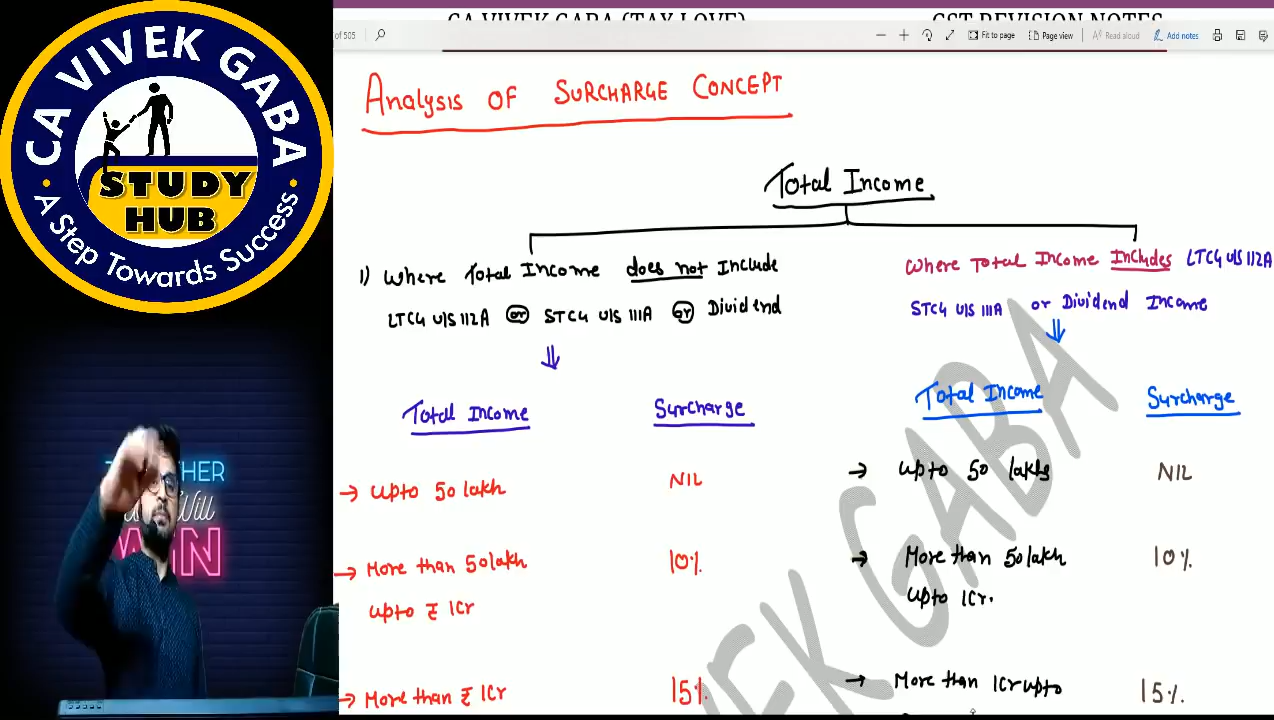 CA VIVEK GABA (TAX LOVE) GST REVISION NOTES
of 505 Fit to page Page view Read aloud Add notes
CA VIVEK GABA
STUDY
HUB
A Step Towards Success
Analysis OF SURCHARGE CONCEPT
Total Income
1) Where Total Income does not Include
LTCG U/S 112A or STCG U/S 111A or Dividend
Where Total Income Includes LTCG U/S 112A
STCG U/S 111A or Dividend Income
⇓
⇓
Total Income Surcharge
→ Upto 50 lakh NIL
→ More than 50 lakh 10%
upto ₹ 1Cr
→ More than ₹ 1Cr 15%
Total Income Surcharge
→ Upto 50 lakhs NIL
→ More than 50 lakh 10%
Upto 1Cr.
→ More than 1Cr upto 15%
Will
VIVEK GABA